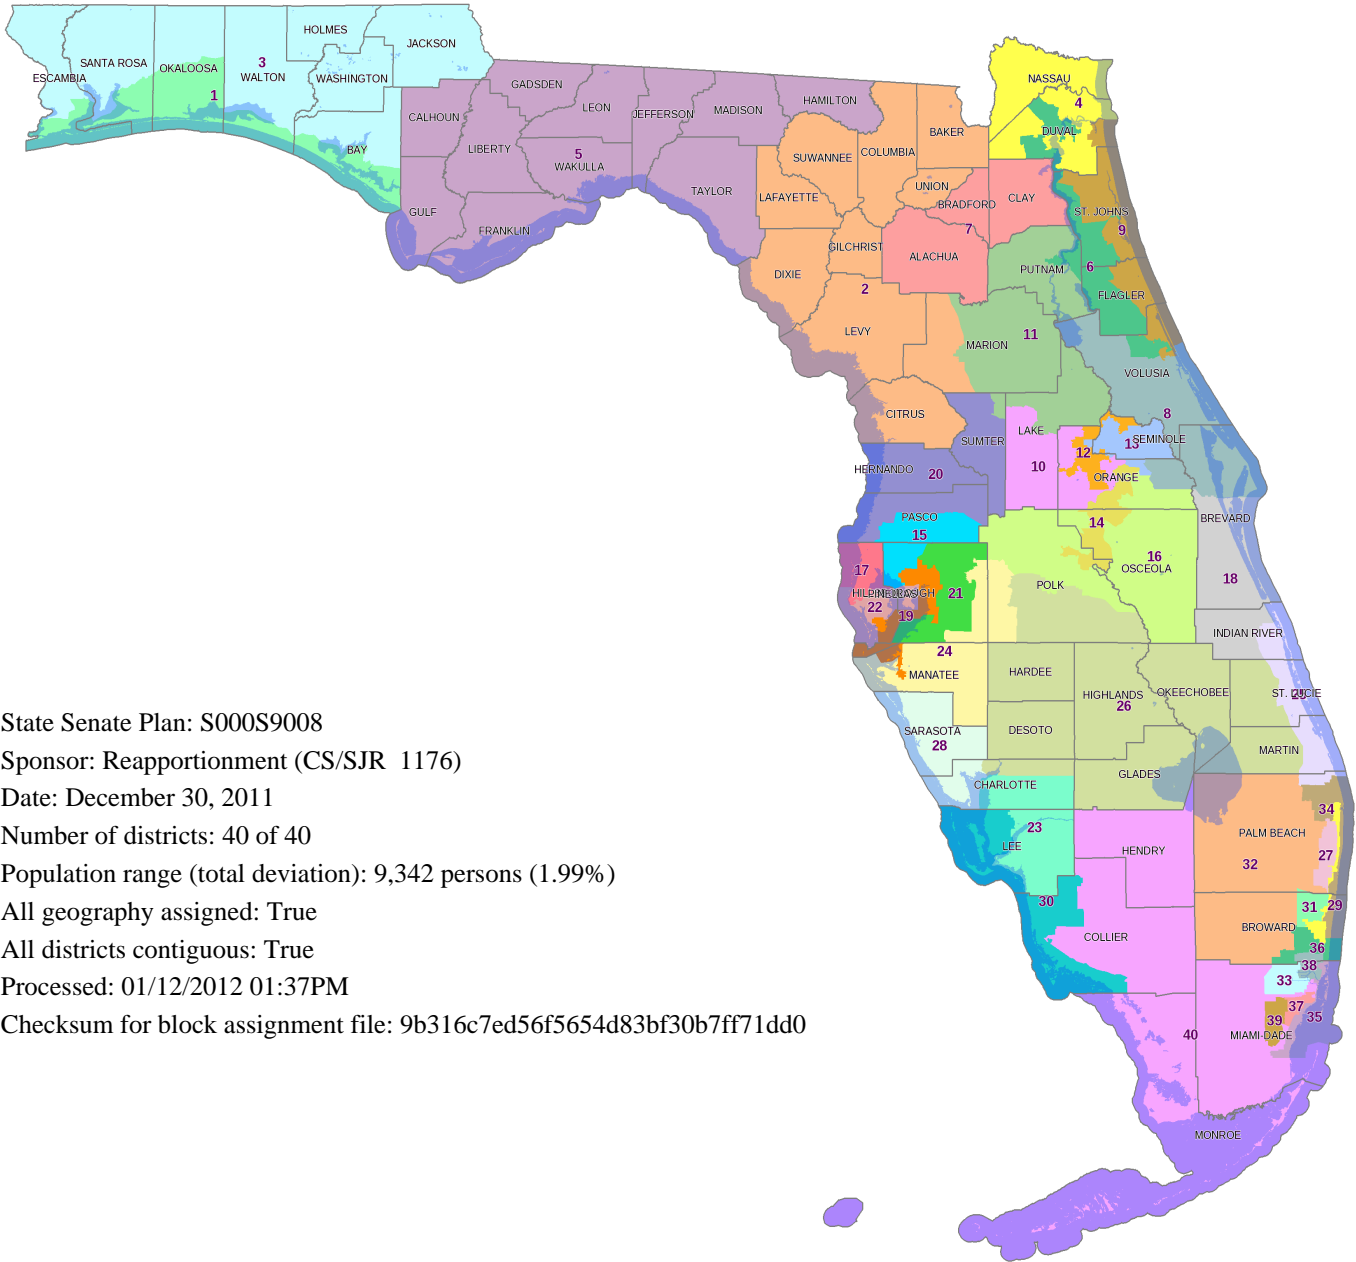 HOLMES
JACKSON
SANTA ROSA
OKALOOSA
3
WALTON
ESCAMBIA
WASHINGTON
1
BAY
GADSDEN
LEON
JEFFERSON
MADISON
HAMILTON
CALHOUN
LIBERTY
5
WAKULLA
TAYLOR
GULF
FRANKLIN
NASSAU
4
DUVAL
BAKER
COLUMBIA
SUWANNEE
UNION
LAFAYETTE
BRADFORD
CLAY
ST. JOHNS
7
9
GILCHRIST
ALACHUA
DIXIE
PUTNAM
6
2
FLAGLER
LEVY
MARION
11
VOLUSIA
8
CITRUS
LAKE
SUMTER
12
13
SEMINOLE
HERNANDO
20
10
ORANGE
PASCO
15
14
BREVARD
16
OSCEOLA
17
POLK
18
21
22
19
INDIAN RIVER
24
MANATEE
HARDEE
HIGHLANDS
26
OKEECHOBEE
ST. LUCIE
25
SARASOTA
28
DESOTO
MARTIN
CHARLOTTE
GLADES
34
23
LEE
HENDRY
PALM BEACH
32
27
30
31
29
COLLIER
BROWARD
36
38
33
37
39
35
MIAMI-DADE
40
MONROE
State Senate Plan: S000S9008
Sponsor: Reapportionment (CS/SJR 1176)
Date: December 30, 2011
Number of districts: 40 of 40
Population range (total deviation): 9,342 persons (1.99%)
All geography assigned: True
All districts contiguous: True
Processed: 01/12/2012 01:37PM
Checksum for block assignment file: 9b316c7ed56f5654d83bf30b7ff71dd0